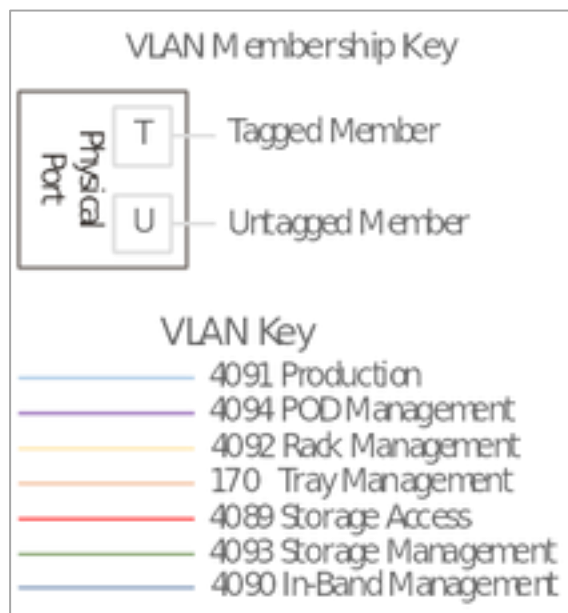 VLAN Membership Key
Physical
Port
T
Tagged Member
U
Untagged Member
VLAN Key
4091 Production
4094 POD Management
4092 Rack Management
170 Tray Management
4089 Storage Access
4093 Storage Management
4090 In-Band Management